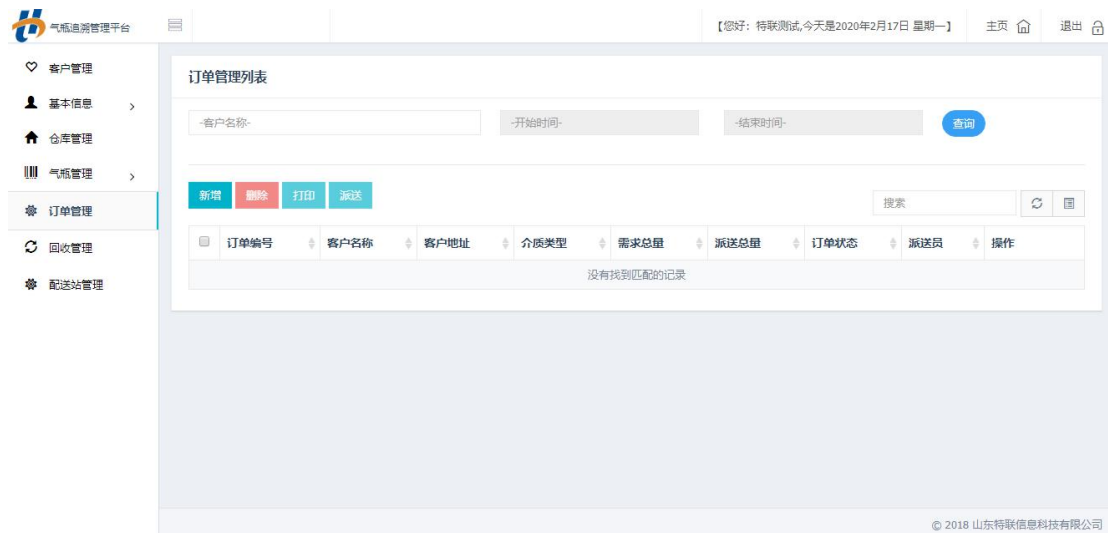 气瓶追溯管理平台
【您好：特联测试,今天是2020年2月17日 星期一】
主页
退出
客户管理
基本信息
仓库管理
气瓶管理
订单管理
回收管理
配送站管理
订单管理列表
-客户名称- -开始时间- -结束时间- 查询
新增 删除 打印 派送
搜索
订单编号 客户名称 客户地址 介质类型 需求总量 派送总量 订单状态 派送员 操作
没有找到匹配的记录
© 2018 山东特联信息科技有限公司